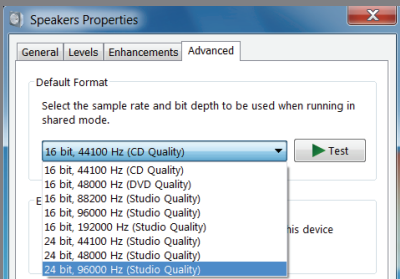 Speakers Properties
General Levels Enhancements Advanced
Default Format
Select the sample rate and bit depth to be used when running in
shared mode.
16 bit, 44100 Hz (CD Quality)
Test
16 bit, 44100 Hz (CD Quality)
16 bit, 48000 Hz (DVD Quality)
16 bit, 88200 Hz (Studio Quality)
16 bit, 96000 Hz (Studio Quality)
16 bit, 192000 Hz (Studio Quality)
24 bit, 44100 Hz (Studio Quality)
24 bit, 48000 Hz (Studio Quality)
24 bit, 96000 Hz (Studio Quality)
E
his device